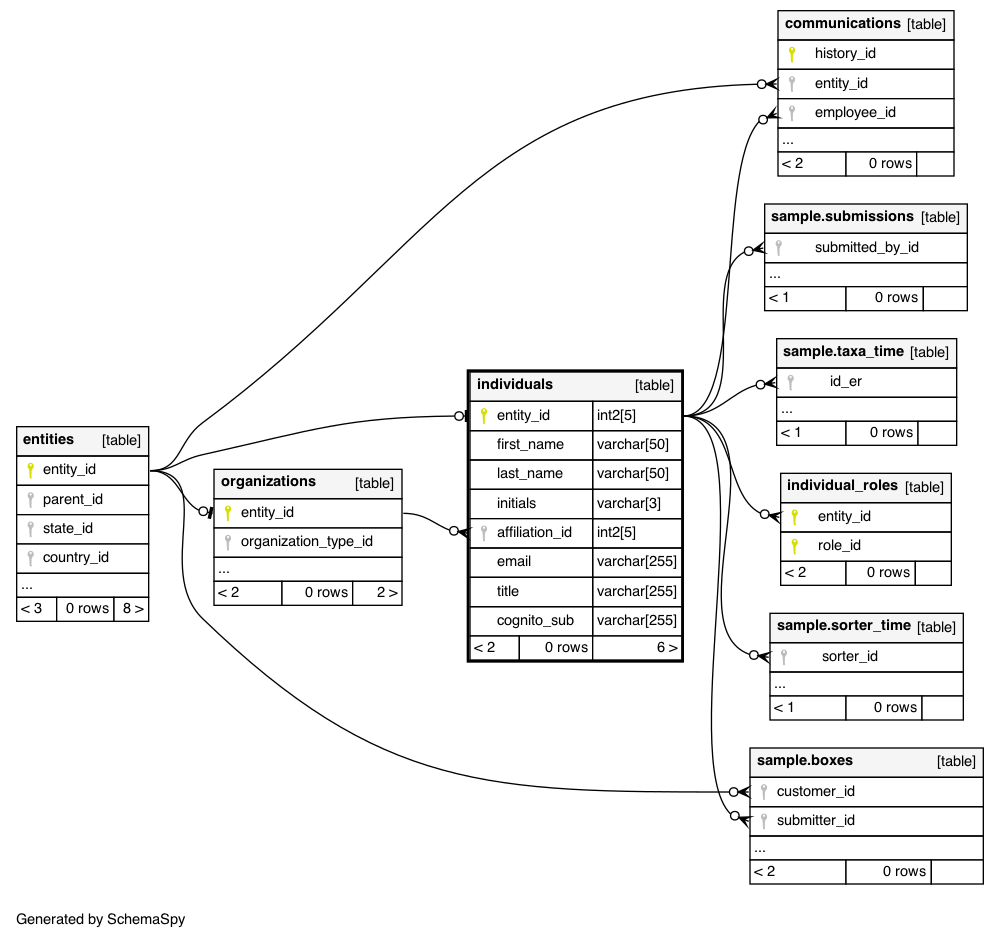 communications [table]
history_id
entity_id
employee_id
...
< 2 0 rows
sample.submissions [table]
submitted_by_id
...
< 1 0 rows
sample.taxa_time [table]
id_er
...
< 1 0 rows
individuals [table]
entity_id int2[5]
first_name varchar[50]
last_name varchar[50]
initials varchar[3]
affiliation_id int2[5]
email varchar[255]
title varchar[255]
cognito_sub varchar[255]
< 2 0 rows 6 >
entities [table]
entity_id
parent_id
state_id
country_id
...
< 3 0 rows 8 >
organizations [table]
entity_id
organization_type_id
...
< 2 0 rows 2 >
individual_roles [table]
entity_id
role_id
...
< 2 0 rows
sample.sorter_time [table]
sorter_id
...
< 1 0 rows
sample.boxes [table]
customer_id
submitter_id
...
< 2 0 rows
Generated by SchemaSpy